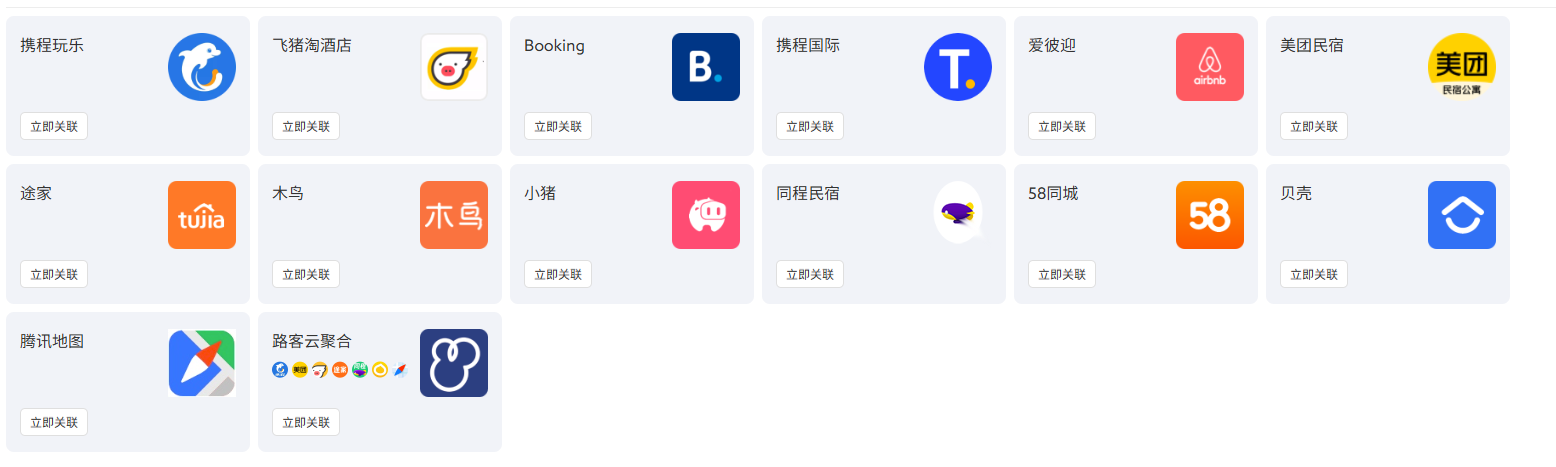 携程玩乐
立即关联
飞猪淘酒店
立即关联
Booking
B.
立即关联
携程国际
T.
立即关联
爱彼迎
airbnb
立即关联
美团民宿
美团
民宿公寓
立即关联
途家
tujia
立即关联
木鸟
木鸟
立即关联
小猪
立即关联
同程民宿
立即关联
58同城
58
立即关联
贝壳
立即关联
腾讯地图
立即关联
路客云聚合
美团
途家
立即关联